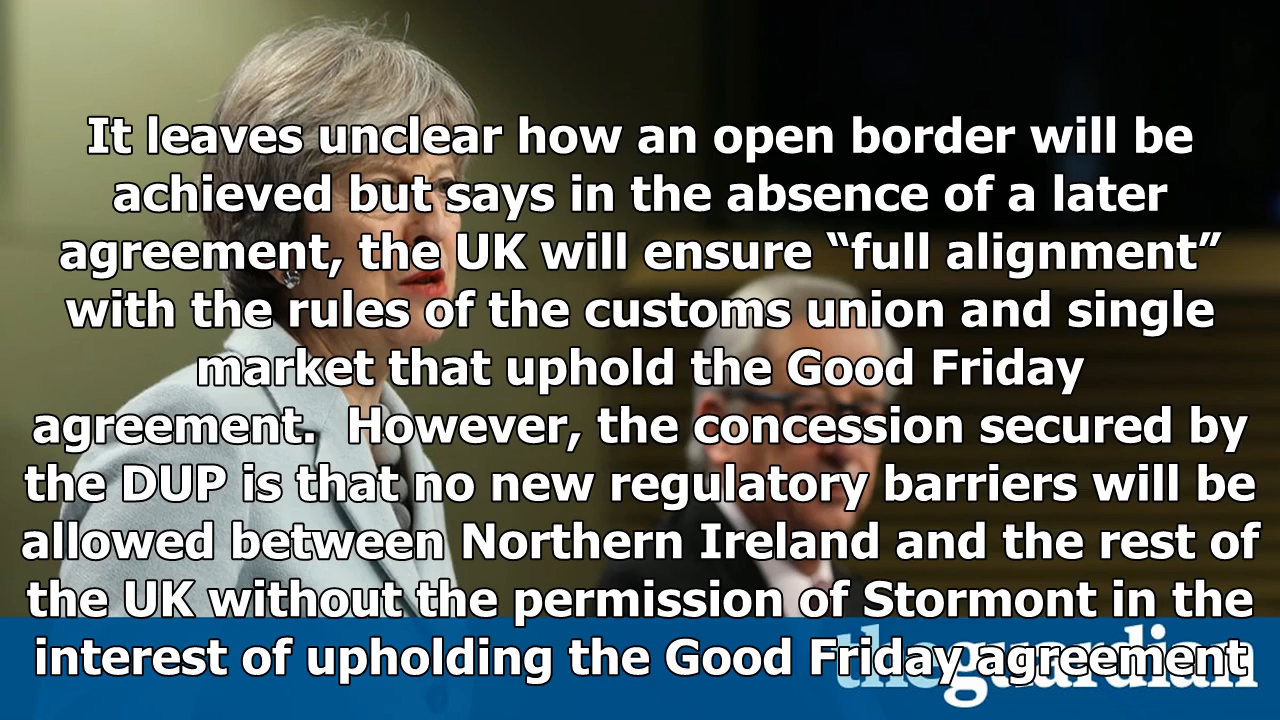 It leaves unclear how an open border will be
achieved but says in the absence of a later
agreement, the UK will ensure “full alignment”
with the rules of the customs union and single
market that uphold the Good Friday
agreement.  However, the concession secured by
the DUP is that no new regulatory barriers will be
allowed between Northern Ireland and the rest of
the UK without the permission of Stormont in the
interest of upholding the Good Friday agreement
theguardian